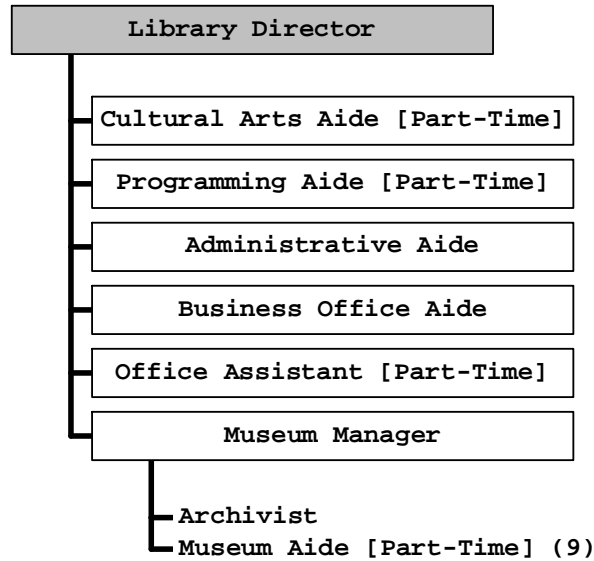 Library Director
Cultural Arts Aide [Part-Time]
Programming Aide [Part-Time]
Administrative Aide
Business Office Aide
Office Assistant [Part-Time]
Museum Manager
Archivist
Museum Aide [Part-Time] (9)